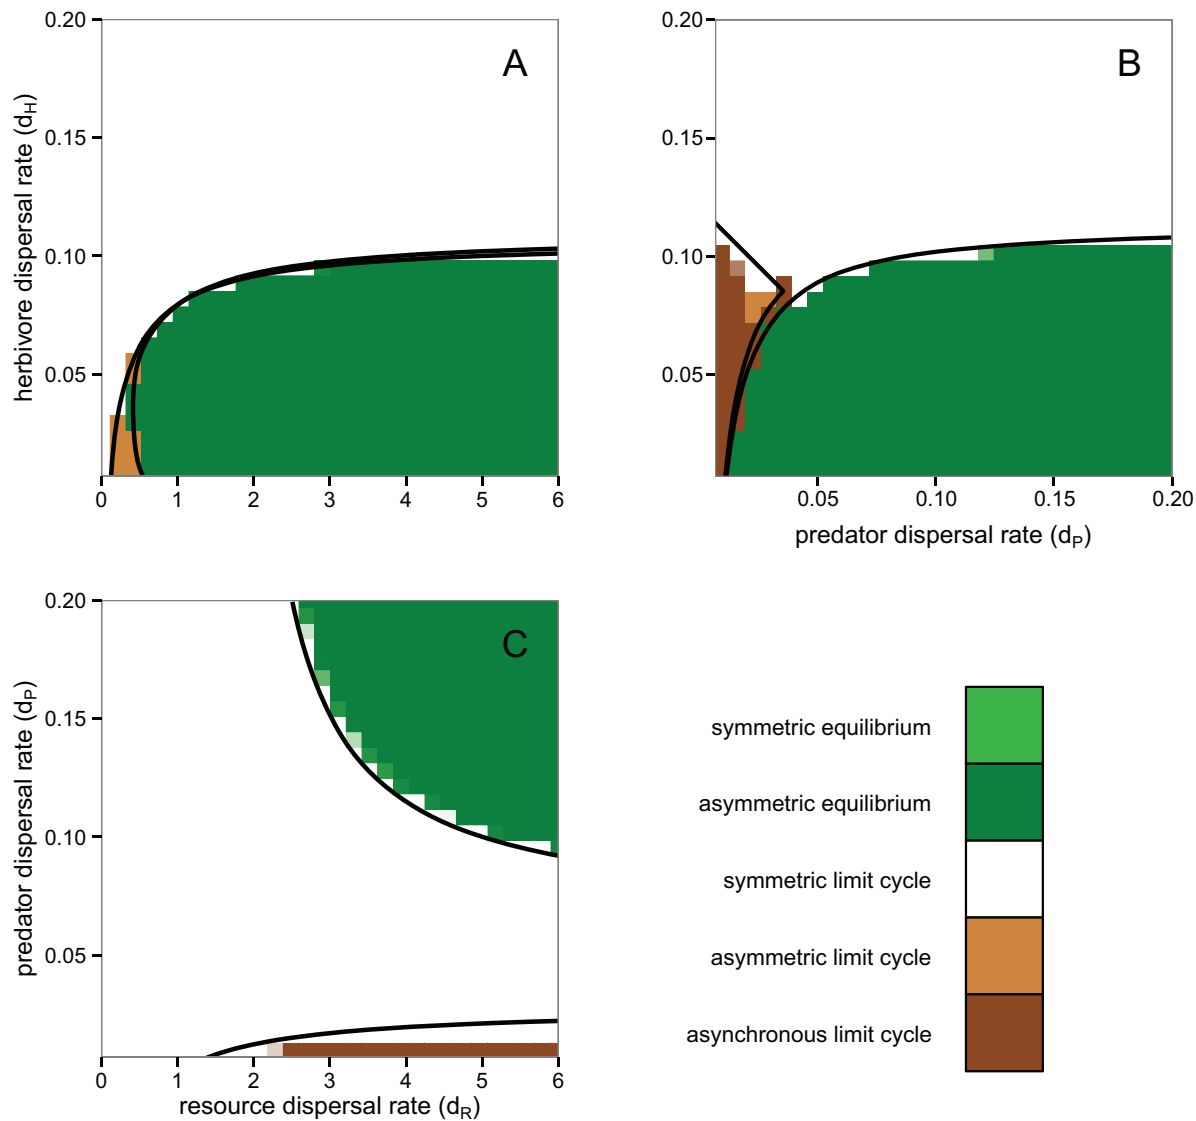 A
0.20
0.15
0.10
0.05
herbivore dispersal rate (dH)
0
1
2
3
4
5
6
B
0.20
0.15
0.10
0.05
0.05
0.10
0.15
0.20
predator dispersal rate (dP)
C
0.20
0.15
0.10
0.05
predator dispersal rate (dP)
0
1
2
3
4
5
6
resource dispersal rate (dR)
symmetric equilibrium
asymmetric equilibrium
symmetric limit cycle
asymmetric limit cycle
asynchronous limit cycle